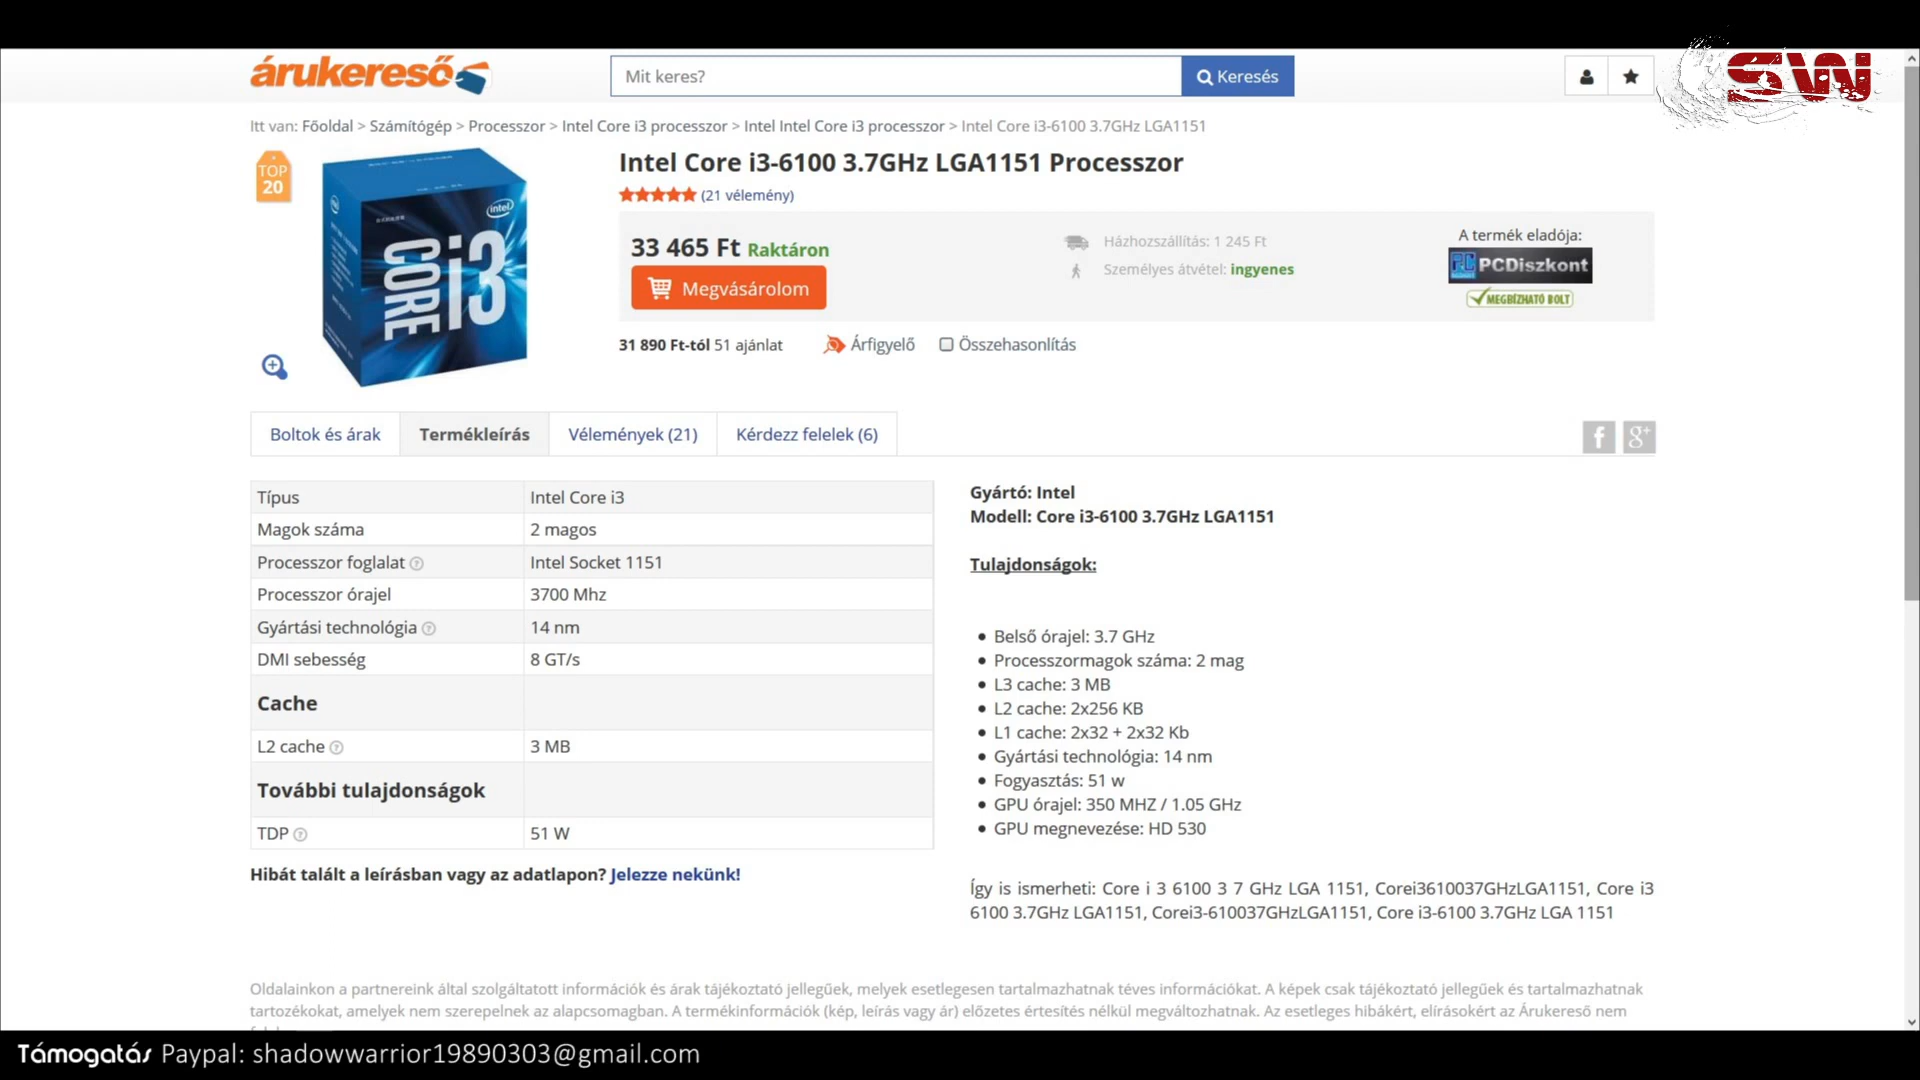 árukereső
Mit keres?
Keresés
SW
Itt van: Főoldal > Számítógép > Processzor > Intel Core i3 processzor > Intel Intel Core i3 processzor > Intel Core i3-6100 3.7GHz LGA1151
TOP
20
intel
CORE i3
Intel Core i3-6100 3.7GHz LGA1151 Processzor
(21 vélemény)
33 465 Ft Raktáron
Megvásárolom
Házhozszállítás: 1 245 Ft
Személyes átvétel: ingyenes
A termék eladója:
PC PCDiszkont
MEGBÍZHATÓ BOLT
31 890 Ft-tól 51 ajánlat
Árfigyelő
Összehasonlítás
Boltok és árak
Termékleírás
Vélemények (21)
Kérdezz felelek (6)
f
g+
Típus Intel Core i3
Magok száma 2 magos
Processzor foglalat ? Intel Socket 1151
Processzor órajel 3700 Mhz
Gyártási technológia ? 14 nm
DMI sebesség 8 GT/s
Cache
L2 cache ? 3 MB
További tulajdonságok
TDP ? 51 W
Hibát talált a leírásban vagy az adatlapon? Jelezze nekünk!
Gyártó: Intel
Modell: Core i3-6100 3.7GHz LGA1151
Tulajdonságok:
• Belső órajel: 3.7 GHz
• Processzormagok száma: 2 mag
• L3 cache: 3 MB
• L2 cache: 2x256 KB
• L1 cache: 2x32 + 2x32 Kb
• Gyártási technológia: 14 nm
• Fogyasztás: 51 w
• GPU órajel: 350 MHZ / 1.05 GHz
• GPU megnevezése: HD 530
Így is ismerheti: Core i 3 6100 3 7 GHz LGA 1151, Corei3610037GHzLGA1151, Core i3
6100 3.7GHz LGA1151, Corei3-610037GHzLGA1151, Core i3-6100 3.7GHz LGA 1151
Oldalainkon a partnereink által szolgáltatott információk és árak tájékoztató jellegűek, melyek esetlegesen tartalmazhatnak téves információkat. A képek csak tájékoztató jellegűek és tartalmazhatnak
tartozékokat, amelyek nem szerepelnek az alapcsomagban. A termékinformációk (kép, leírás vagy ár) előzetes értesítés nélkül megváltozhatnak. Az esetleges hibákért, elírásokért az Árukereső nem
Támogatás Paypal: shadowwarrior19890303@gmail.com